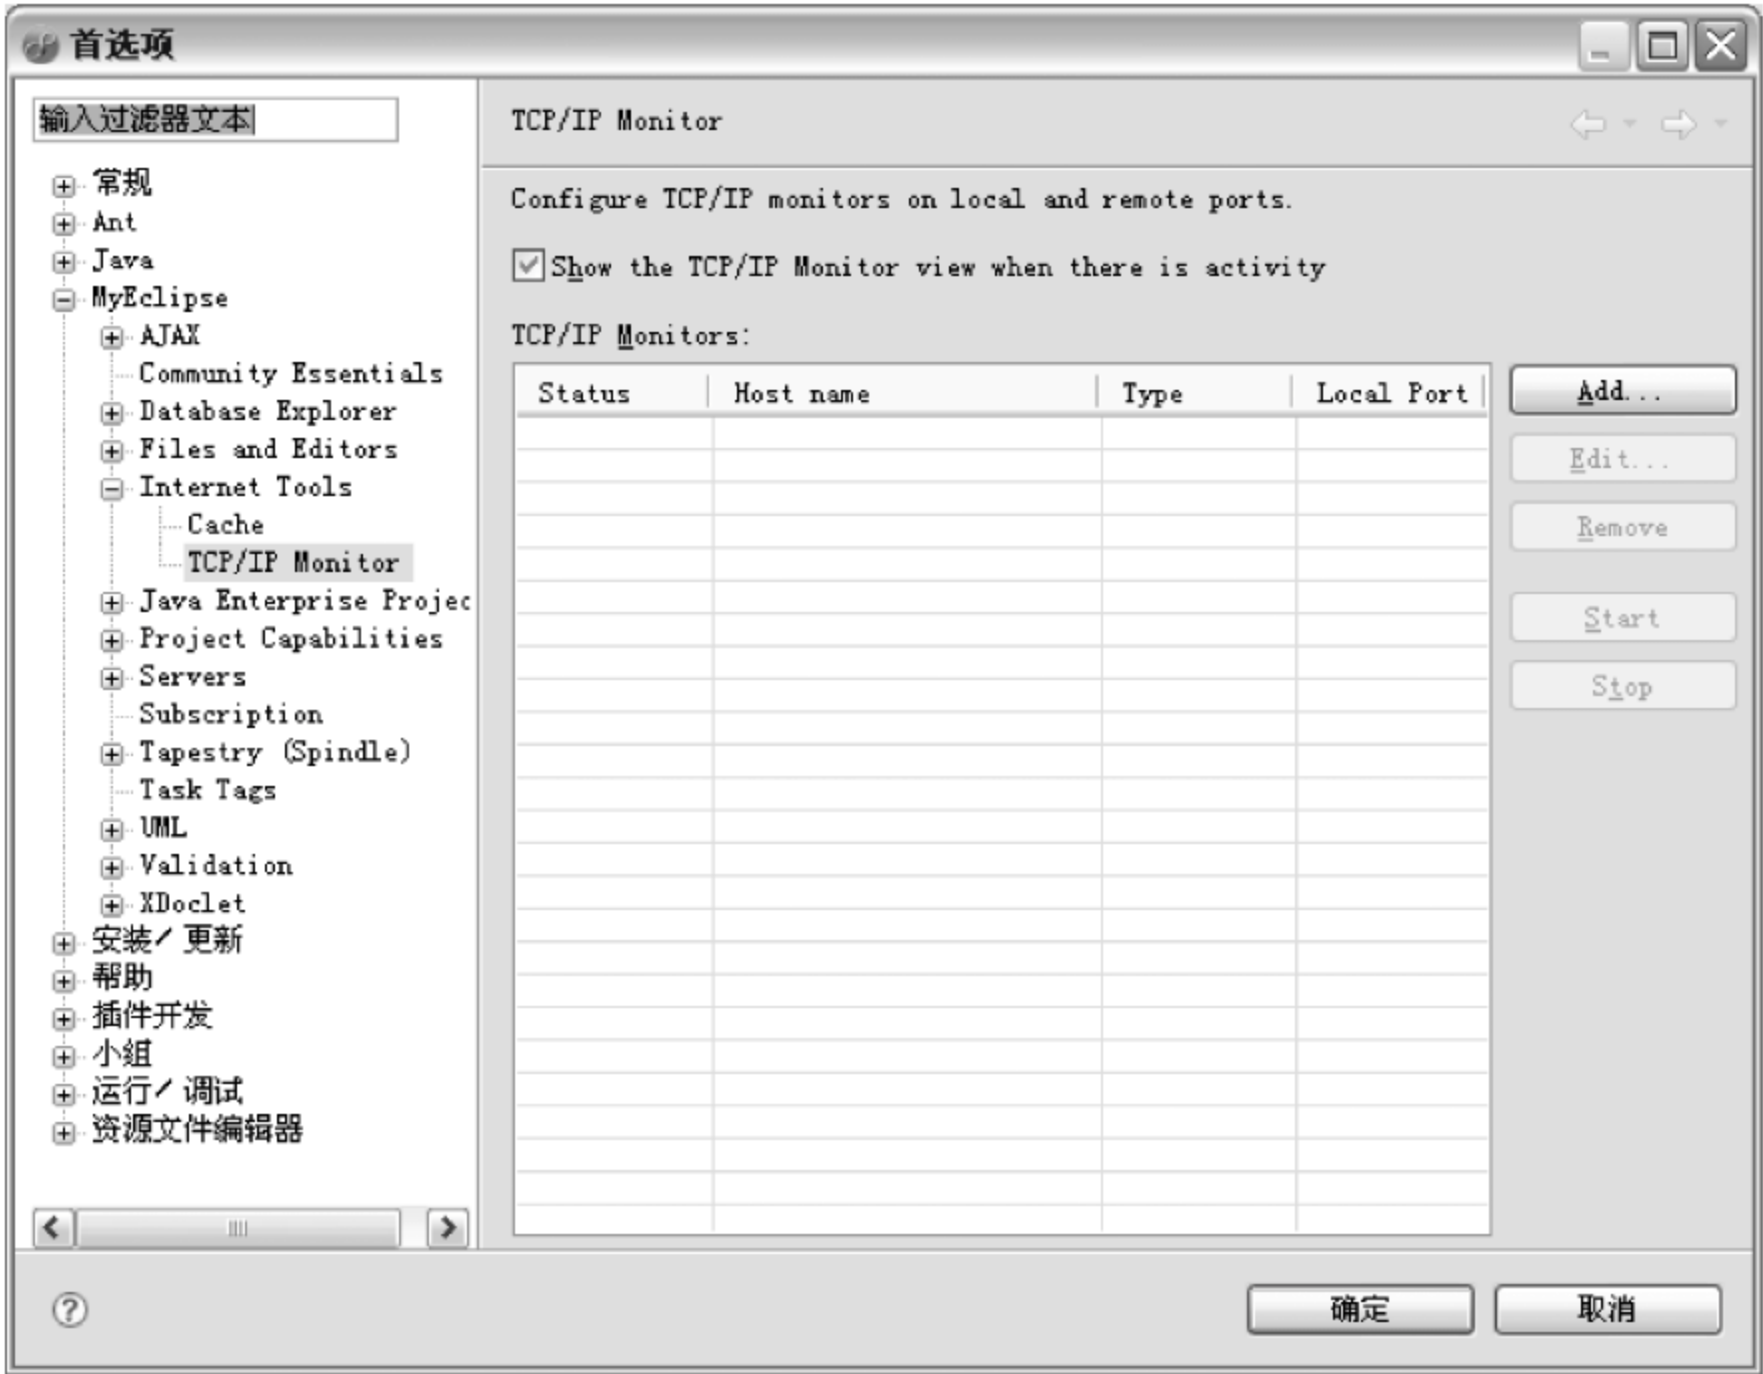 首选项
输入过滤器文本
常规
Ant
Java
MyEclipse
AJAX
Community Essentials
Database Explorer
Files and Editors
Internet Tools
Cache
TCP/IP Monitor
Java Enterprise Projec
Project Capabilities
Servers
Subscription
Tapestry (Spindle)
Task Tags
UML
Validation
XDoclet
安装/更新
帮助
插件开发
小组
运行/调试
资源文件编辑器
TCP/IP Monitor
Configure TCP/IP monitors on local and remote ports.
Show the TCP/IP Monitor view when there is activity
TCP/IP Monitors:
Status Host name Type Local Port
Add...
Edit...
Remove
Start
Stop
确定 取消